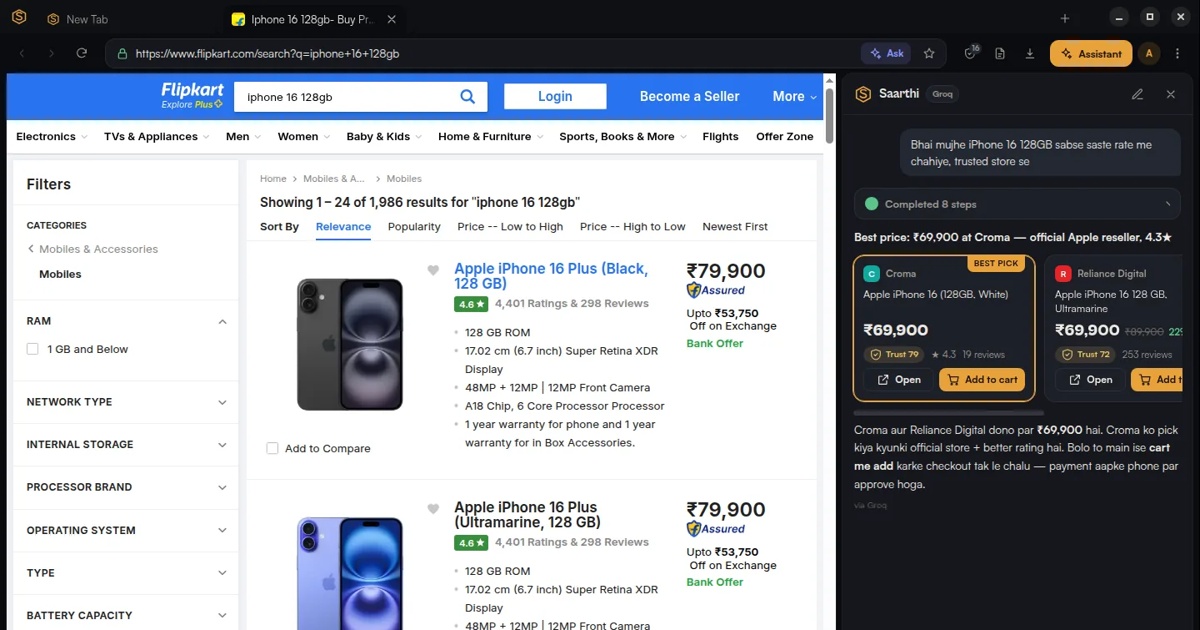 New Tab
Iphone 16 128gb- Buy Pr..
https://www.flipkart.com/search?q=iphone+16+128gb
Ask
16
Assistant
A
Flipkart
Explore Plus
iphone 16 128gb
Login
Become a Seller
More
Electronics
TVs & Appliances
Men
Women
Baby & Kids
Home & Furniture
Sports, Books & More
Flights
Offer Zone
Filters
CATEGORIES
Mobiles & Accessories
Mobiles
RAM
1 GB and Below
NETWORK TYPE
INTERNAL STORAGE
PROCESSOR BRAND
OPERATING SYSTEM
TYPE
BATTERY CAPACITY
Home > Mobiles & A... > Mobiles
Showing 1 – 24 of 1,986 results for "iphone 16 128gb"
Sort By
Relevance
Popularity
Price -- Low to High
Price -- High to Low
Newest First
Apple iPhone 16 Plus (Black,
128 GB)
4.6★ 4,401 Ratings & 298 Reviews
128 GB ROM
17.02 cm (6.7 inch) Super Retina XDR
Display
48MP + 12MP | 12MP Front Camera
A18 Chip, 6 Core Processor Processor
1 year warranty for phone and 1 year
warranty for in Box Accessories.
₹79,900
Assured
Upto ₹53,750
Off on Exchange
Bank Offer
Add to Compare
Apple iPhone 16 Plus
(Ultramarine, 128 GB)
4.6★ 4,401 Ratings & 298 Reviews
128 GB ROM
17.02 cm (6.7 inch) Super Retina XDR
Display
48MP + 12MP | 12MP Front Camera
₹79,900
Assured
Upto ₹53,750
Off on Exchange
Bank Offer
Saarthi
Groq
Bhai mujhe iPhone 16 128GB sabse saste rate me
chahiye, trusted store se
Completed 8 steps
Best price: ₹69,900 at Croma — official Apple reseller, 4.3★
BEST PICK
C Croma
Apple iPhone 16 (128GB, White)
₹69,900
Trust 79 ★ 4.3 19 reviews
Open
Add to cart
R Reliance Digital
Apple iPhone 16 128 GB,
Ultramarine
₹69,900 ₹89,900 22%
Trust 72 253 reviews
Open
Add t
Croma aur Reliance Digital dono par ₹69,900 hai. Croma ko pick
kiya kyunki official store + better rating hai. Bolo to main ise cart
me add karke checkout tak le chalu — payment aapke phone par
approve hoga.
via Groq